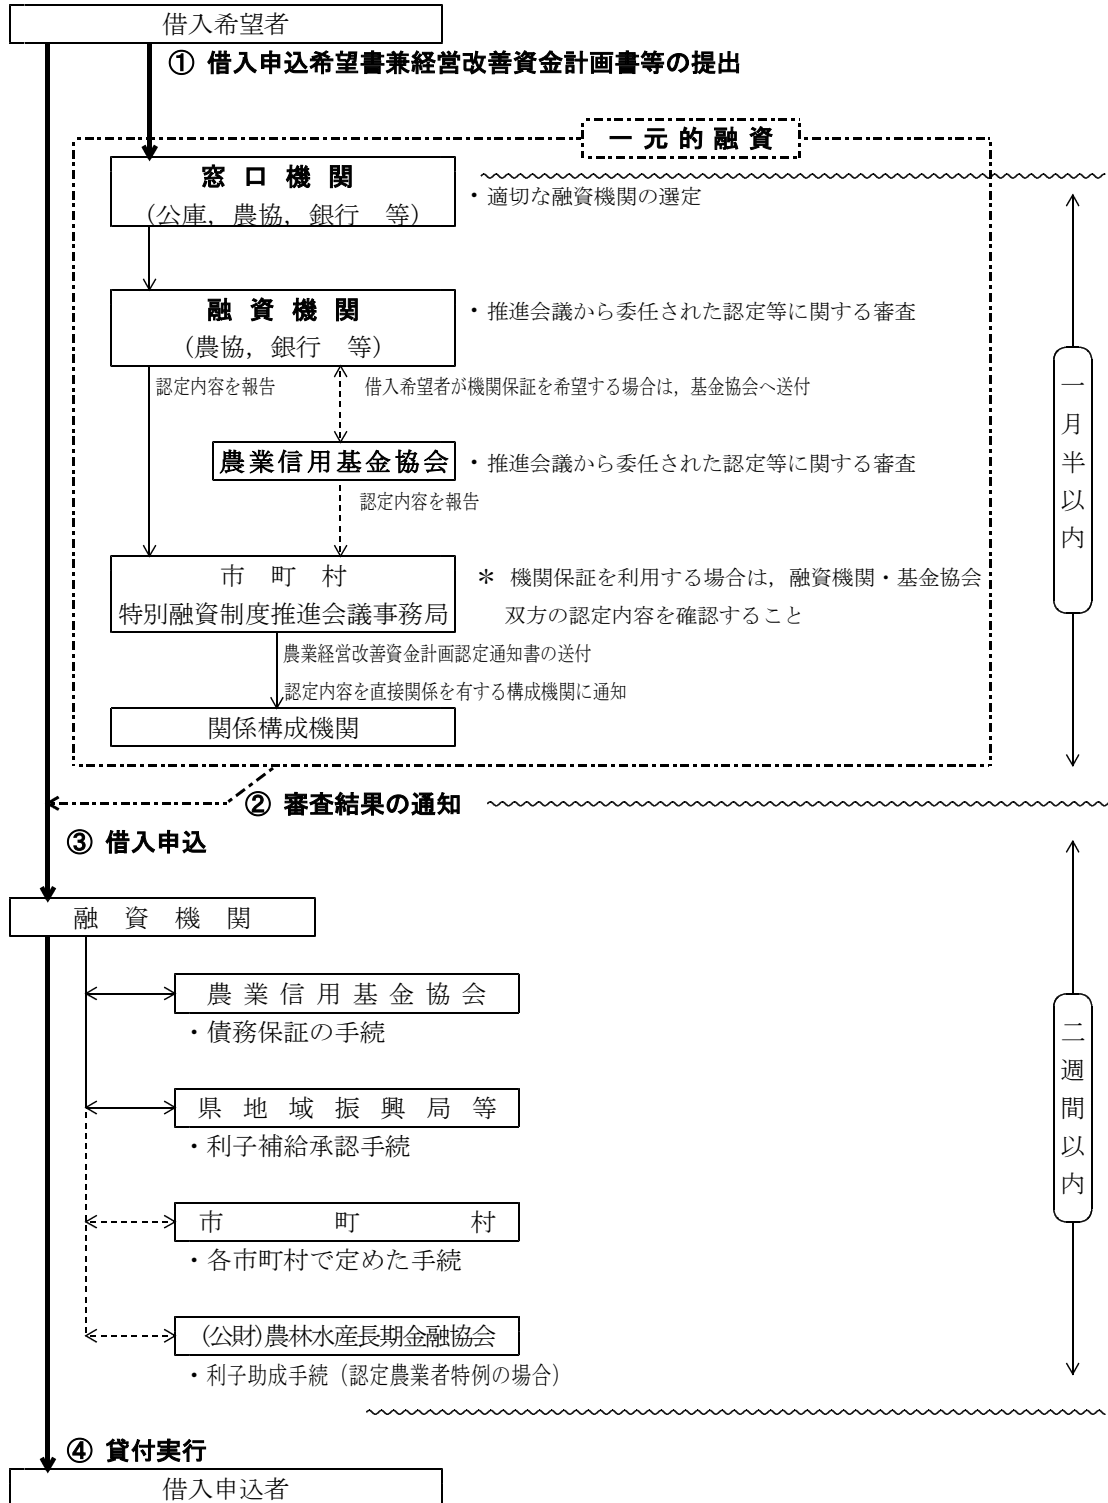 借入希望者
① 借入申込希望書兼経営改善資金計画書等の提出
一元的融資
窓口機関
(公庫，農協，銀行　等)
・適切な融資機関の選定
融資機関
(農協，銀行　等)
・推進会議から委任された認定等に関する審査
認定内容を報告
借入希望者が機関保証を希望する場合は，基金協会へ送付
一月半以内
農業信用基金協会
・推進会議から委任された認定等に関する審査
認定内容を報告
市　町　村
特別融資制度推進会議事務局
＊ 機関保証を利用する場合は，融資機関・基金協会
双方の認定内容を確認すること
農業経営改善資金計画認定通知書の送付
認定内容を直接関係を有する構成機関に通知
関係構成機関
② 審査結果の通知
③ 借入申込
融　資　機　関
農業信用基金協会
・債務保証の手続
二週間以内
県地域振興局等
・利子補給承認手続
市　町　村
・各市町村で定めた手続
(公財)農林水産長期金融協会
・利子助成手続（認定農業者特例の場合）
④ 貸付実行
借入申込者